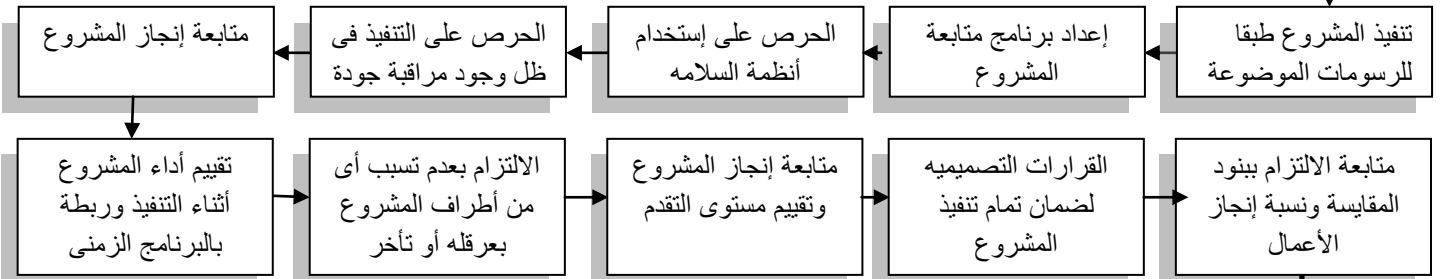 تنفيذ المشروع طبقا
للرسومات الموضوعة
إعداد برنامج متابعة
المشروع
الحرص على إستخدام
أنظمة السلامه
الحرص على التنفيذ فى
ظل وجود مراقبة جودة
متابعة إنجاز المشروع
تقييم أداء المشروع
أثناء التنفيذ وربطة
بالبرنامج الزمنى
الالتزام بعدم تسبب أى
من أطراف المشروع
بعرقله أو تأخر
متابعة إنجاز المشروع
وتقييم مستوى التقدم
القرارات التصميميه
لضمان تمام تنفيذ
المشروع
متابعة الالتزام ببنود
المقايسة ونسبة إنجاز
الأعمال